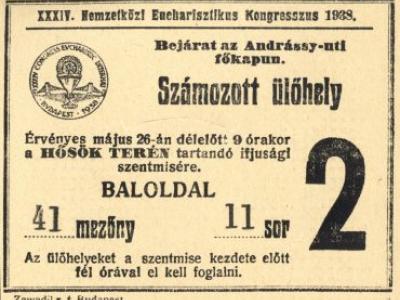 XXXIV. Nemzetközi Eucharisztikus Kongresszus 1938.
BUDAPEST · 1938
Bejárat az Andrássy-uti
főkapun.
Számozott ülőhely
Érvényes május 26-án délelőtt 9 órakor
a HŐSÖK TERÉN tartandó ifjusági
szentmisére.
BALOLDAL
41 mezőny 11 sor
2
Az ülőhelyeket a szentmise kezdete előtt
fél órával el kell foglalni.